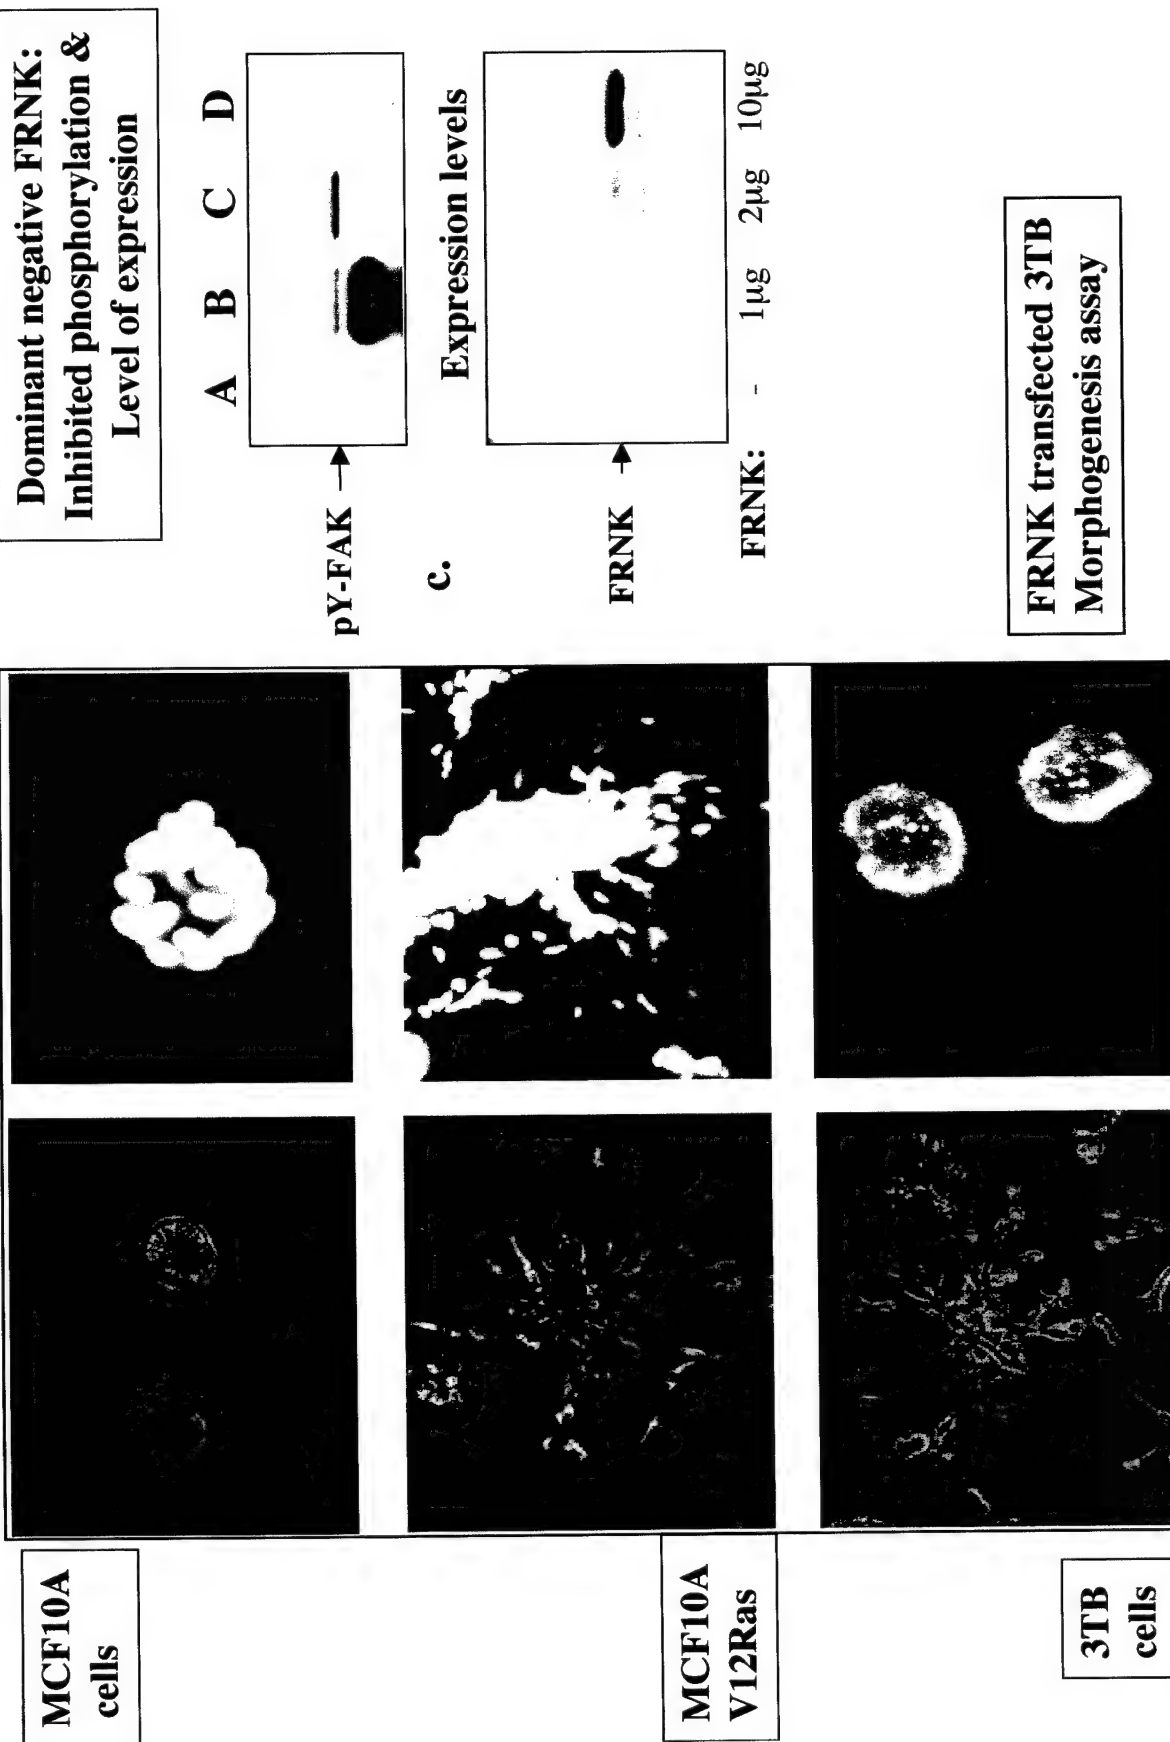 MCF10A
cells
MCF10A
V12Ras
3TB
cells
Dominant negative FRNK:
Inhibited phosphorylation &
Level of expression
A B C D
pY-FAK
c.
Expression levels
FRNK
FRNK: - 1µg 2µg 10µg
FRNK transfected 3TB
Morphogenesis assay